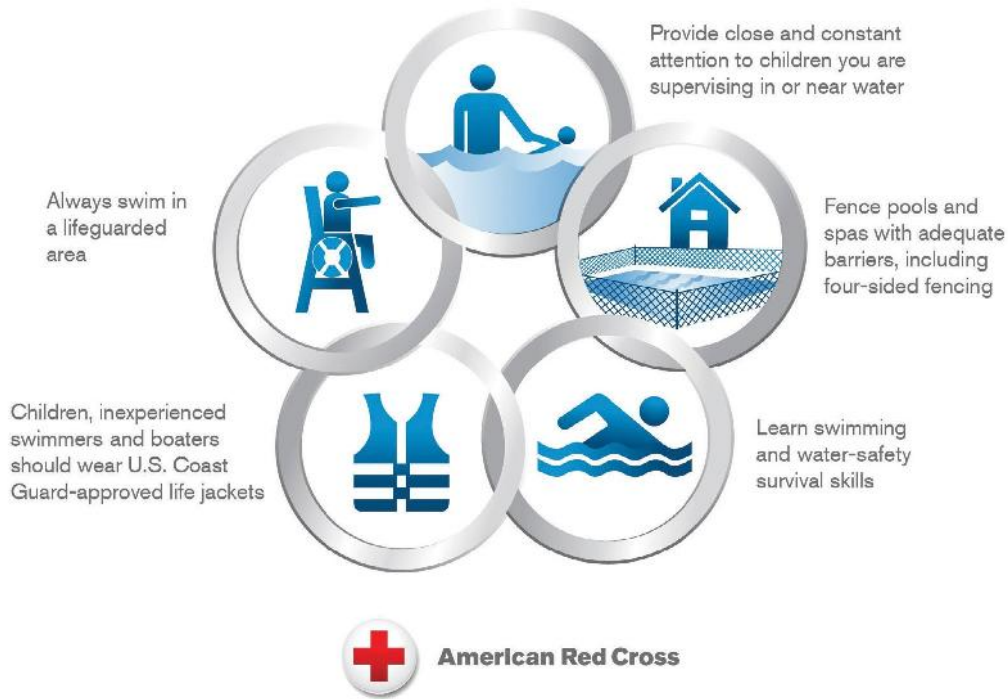 Provide close and constant
attention to children you are
supervising in or near water
Always swim in
a lifeguarded
area
Fence pools and
spas with adequate
barriers, including
four-sided fencing
Children, inexperienced
swimmers and boaters
should wear U.S. Coast
Guard-approved life jackets
Learn swimming
and water-safety
survival skills
American Red Cross